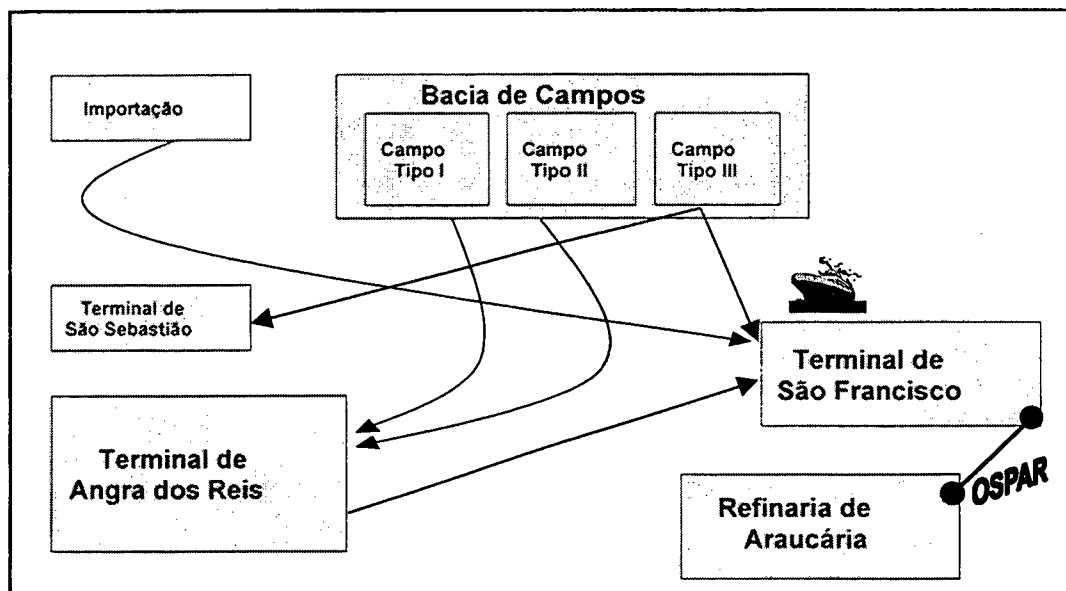 Importação
Bacia de Campos
Campo
Tipo I
Campo
Tipo II
Campo
Tipo III
Terminal de
São Sebastião
Terminal de
São Francisco
Terminal de
Angra dos Reis
OSPAR
Refinaria de
Araucária